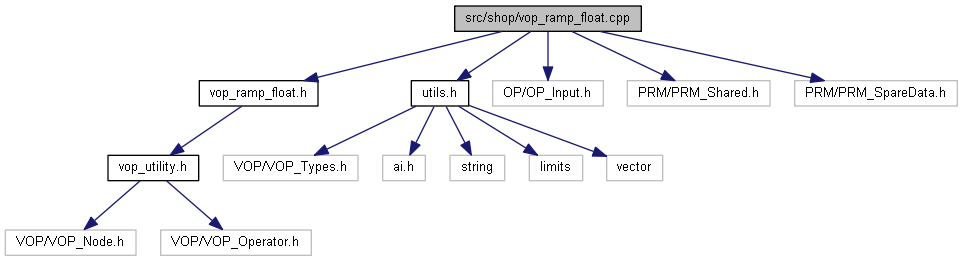 src/shop/vop_ramp_float.cpp
vop_ramp_float.h
utils.h
OP/OP_Input.h
PRM/PRM_Shared.h
PRM/PRM_SpareData.h
vop_utility.h
VOP/VOP_Types.h
ai.h
string
limits
vector
VOP/VOP_Node.h
VOP/VOP_Operator.h